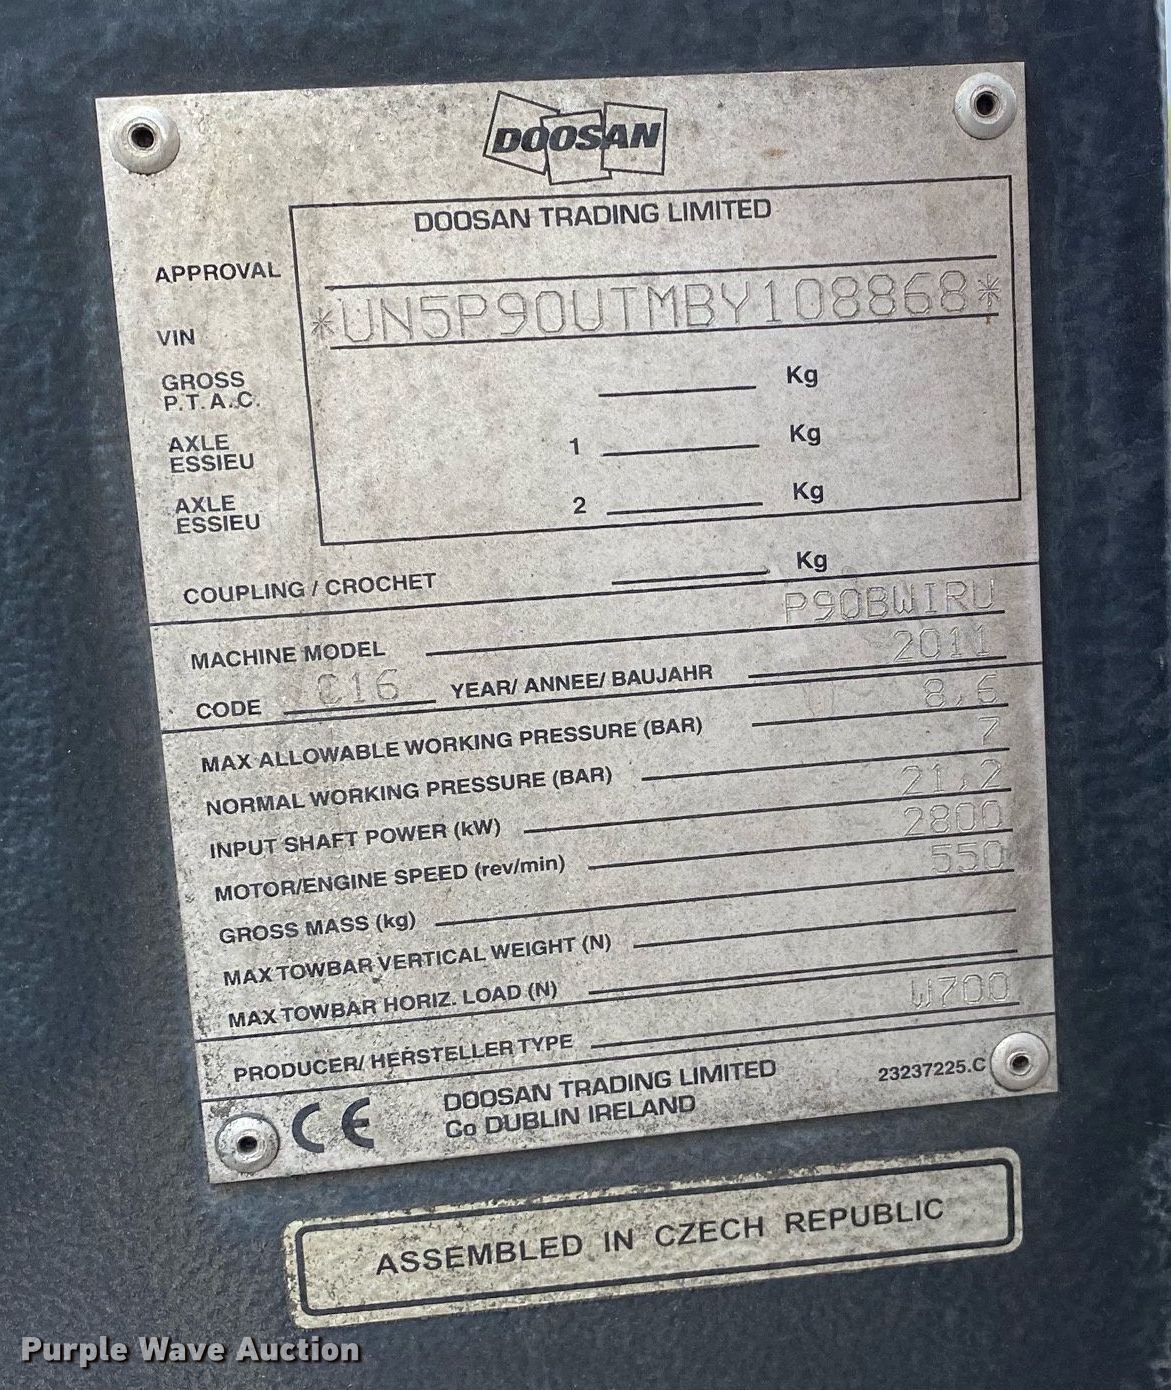 DOOSAN
DOOSAN TRADING LIMITED
APPROVAL
VIN *UN5P90UTMBY108868*
GROSS
P.T.A.C. Kg
AXLE
ESSIEU 1 Kg
AXLE
ESSIEU 2 Kg
COUPLING / CROCHET Kg
MACHINE MODEL P90BWIRU
CODE C16 YEAR/ ANNEE/ BAUJAHR 2011
MAX ALLOWABLE WORKING PRESSURE (BAR) 8,6
NORMAL WORKING PRESSURE (BAR) 7
INPUT SHAFT POWER (kW) 21,2
MOTOR/ENGINE SPEED (rev/min) 2800
GROSS MASS (kg) 550
MAX TOWBAR VERTICAL WEIGHT (N)
MAX TOWBAR HORIZ. LOAD (N)
PRODUCER/ HERSTELLER TYPE W700
CE DOOSAN TRADING LIMITED 23237225.C
Co DUBLIN IRELAND
ASSEMBLED IN CZECH REPUBLIC
Purple Wave Auction